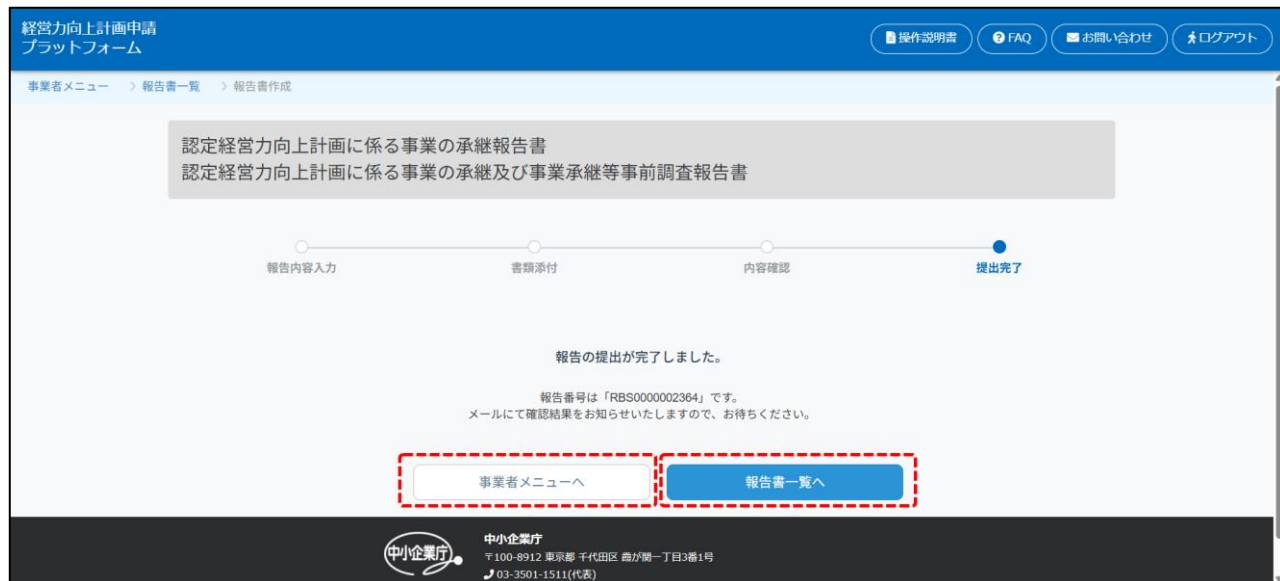 経営力向上計画申請
プラットフォーム
操作説明書
FAQ
お問い合わせ
ログアウト
事業者メニュー 〉報告書一覧 〉報告書作成
認定経営力向上計画に係る事業の承継報告書
認定経営力向上計画に係る事業の承継及び事業承継等事前調査報告書
報告内容入力
書類添付
内容確認
提出完了
報告の提出が完了しました。
報告番号は「RBS0000002364」です。
メールにて確認結果をお知らせいたしますので、お待ちください。
事業者メニューへ
報告書一覧へ
中小企業庁
中小企業庁
〒100-8912 東京都 千代田区 霞が関一丁目3番1号
03-3501-1511(代表)